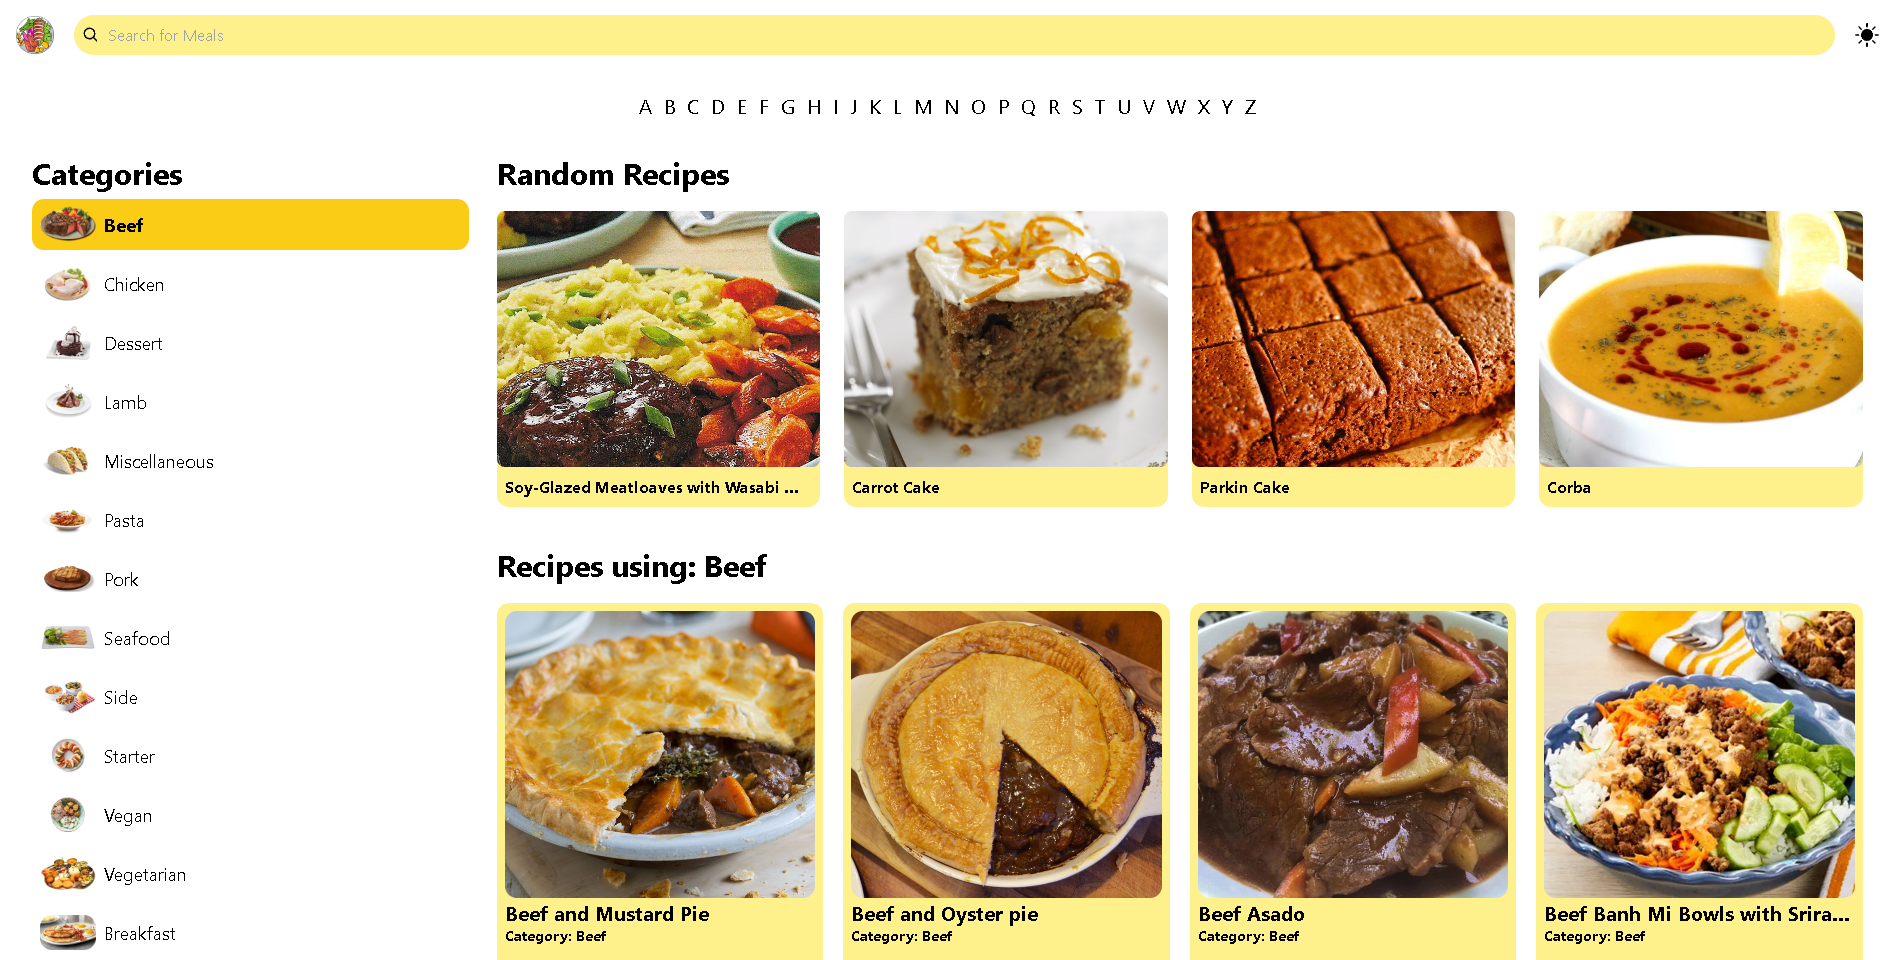 Search for Meals
A B C D E F G H I J K L M N O P Q R S T U V W X Y Z
Categories
Beef
Chicken
Dessert
Lamb
Miscellaneous
Pasta
Pork
Seafood
Side
Starter
Vegan
Vegetarian
Breakfast
Random Recipes
Soy-Glazed Meatloaves with Wasabi ...
Carrot Cake
Parkin Cake
Corba
Recipes using: Beef
Beef and Mustard Pie
Category: Beef
Beef and Oyster pie
Category: Beef
Beef Asado
Category: Beef
Beef Banh Mi Bowls with Srira...
Category: Beef